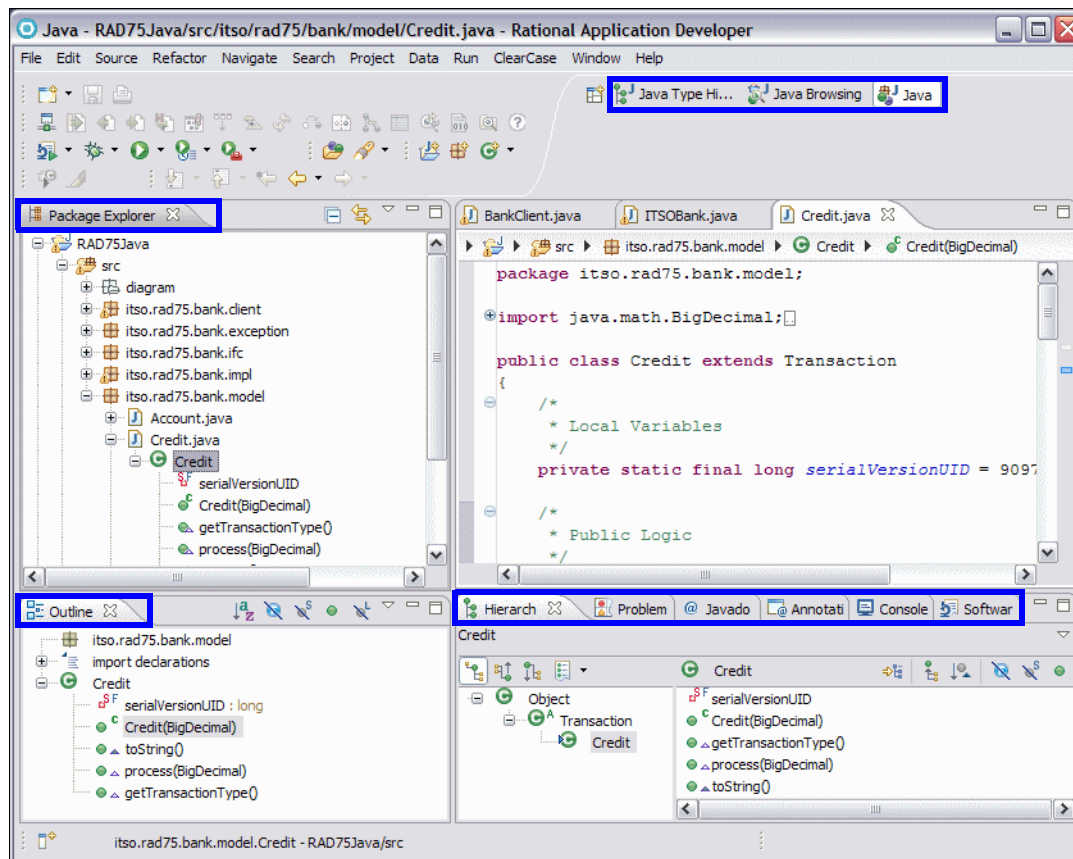 Java - RAD75Java/src/itso/rad75/bank/model/Credit.java - Rational Application Developer
File Edit Source Refactor Navigate Search Project Data Run ClearCase Window Help
Java Type Hi... Java Browsing Java
Package Explorer
RAD75Java
src
diagram
itso.rad75.bank.client
itso.rad75.bank.exception
itso.rad75.bank.ifc
itso.rad75.bank.impl
itso.rad75.bank.model
Account.java
Credit.java
Credit
serialVersionUID
Credit(BigDecimal)
getTransactionType()
process(BigDecimal)
BankClient.java ITSOBank.java Credit.java
src itso.rad75.bank.model Credit Credit(BigDecimal)
package itso.rad75.bank.model;
import java.math.BigDecimal;
public class Credit extends Transaction
{
/*
* Local Variables
*/
private static final long serialVersionUID = 9097
/*
* Public Logic
*/
Outline
itso.rad75.bank.model
import declarations
Credit
serialVersionUID : long
Credit(BigDecimal)
toString()
process(BigDecimal)
getTransactionType()
Hierarch Problem @ Javado Annotati Console Softwar
Credit
Object
Transaction
Credit
Credit
serialVersionUID
Credit(BigDecimal)
getTransactionType()
process(BigDecimal)
toString()
itso.rad75.bank.model.Credit - RAD75Java/src